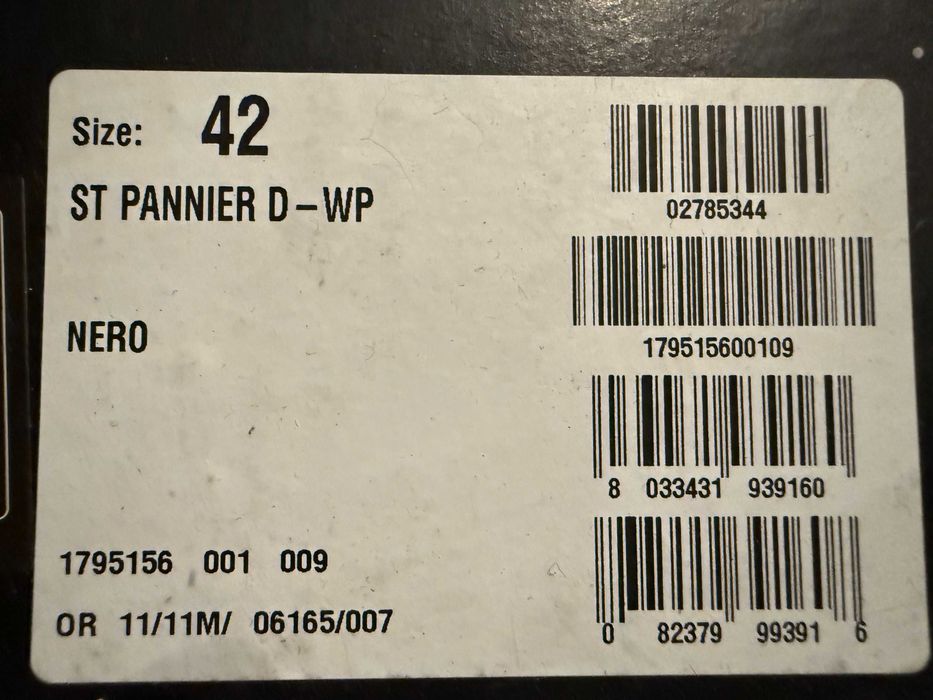 Size: 42
ST PANNIER D-WP
NERO
1795156 001 009
OR 11/11M/ 06165/007
02785344
179515600109
8 033431 939160
0 82379 99391 6